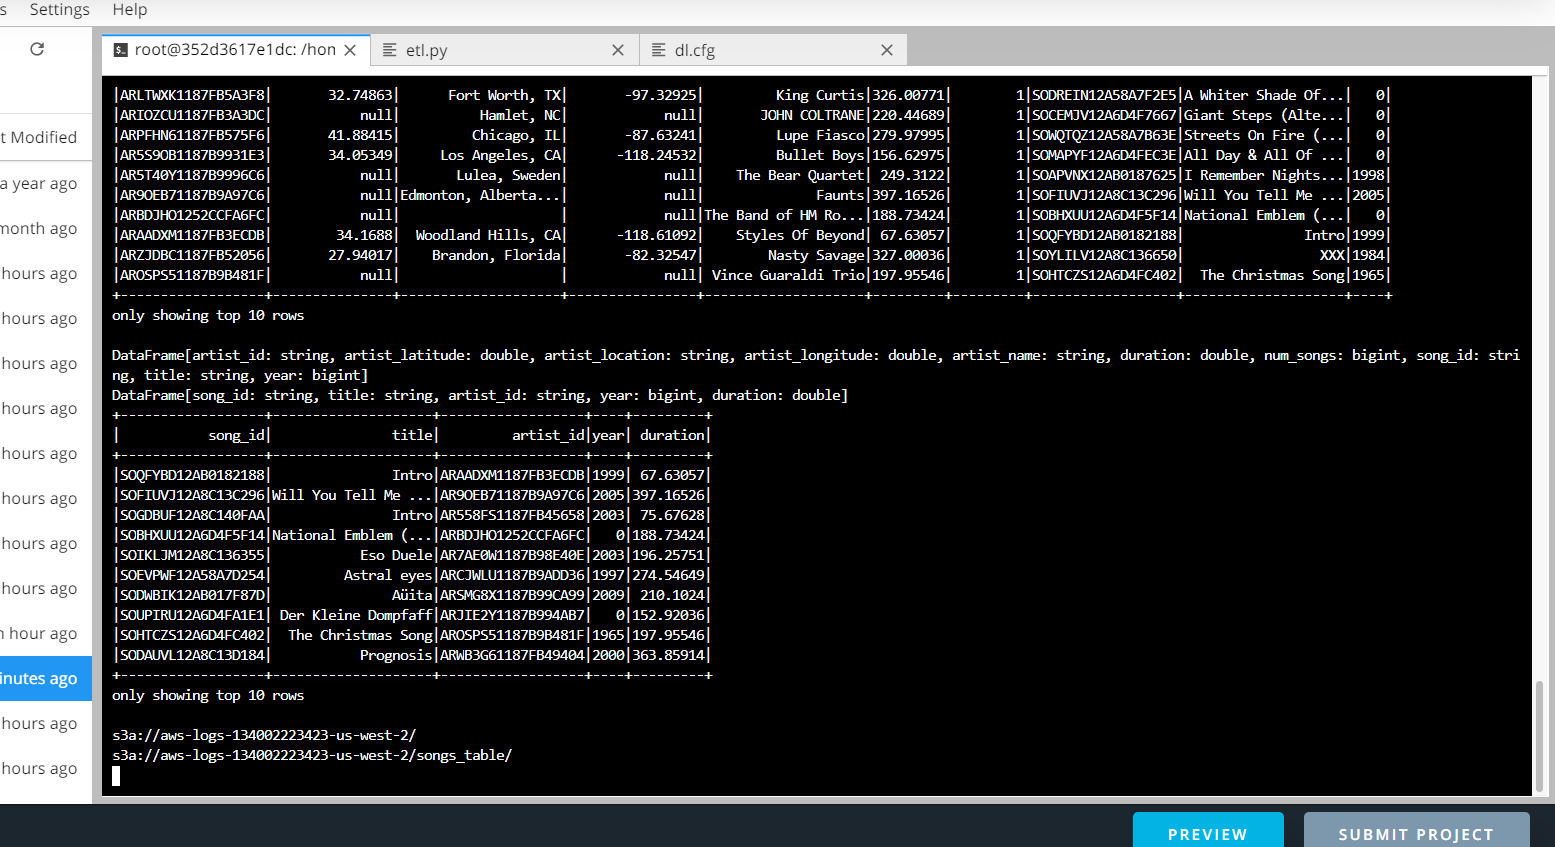 s Settings Help
root@352d3617e1dc: /hon × etl.py × dl.cfg ×
t Modified
a year ago
month ago
hours ago
hours ago
hours ago
hours ago
hours ago
hours ago
hours ago
hours ago
n hour ago
inutes ago
hours ago
hours ago
|ARLTWXK1187FB5A3F8|       32.74863|      Fort Worth, TX|       -97.32925|         King Curtis|326.00771|        1|SODREIN12A58A7F2E5|A Whiter Shade Of...|   0|
|ARIOZCU1187FB3A3DC|           null|          Hamlet, NC|            null|       JOHN COLTRANE|220.44689|        1|SOCEMJV12A6D4F7667|Giant Steps (Alte...|   0|
|ARPFHN61187FB575F6|       41.88415|         Chicago, IL|       -87.63241|         Lupe Fiasco|279.97995|        1|SOWQTQZ12A58A7B63E|Streets On Fire (...|   0|
|AR5S9OB1187B9931E3|       34.05349|     Los Angeles, CA|      -118.24532|         Bullet Boys|156.62975|        1|SOMAPYF12A6D4FEC3E|All Day & All Of ...|   0|
|AR5T40Y1187B9996C6|           null|       Lulea, Sweden|            null|    The Bear Quartet| 249.3122|        1|SOAPVNX12AB0187625|I Remember Nights...|1998|
|AR9OEB71187B9A97C6|           null|Edmonton, Alberta...|            null|              Faunts|397.16526|        1|SOFIUVJ12A8C13C296|Will You Tell Me ...|2005|
|ARBDJHO1252CCFA6FC|           null|                    |            null|The Band of HM Ro...|188.73424|        1|SOBHXUU12A6D4F5F14|National Emblem (...|   0|
|ARAADXM1187FB3ECDB|        34.1688|  Woodland Hills, CA|      -118.61092|    Styles Of Beyond| 67.63057|        1|SOQFYBD12AB0182188|               Intro|1999|
|ARZJDBC1187FB52056|       27.94017|    Brandon, Florida|       -82.32547|        Nasty Savage|327.00036|        1|SOYLILV12A8C136650|                 XXX|1984|
|AROSPS51187B9B481F|           null|                    |            null| Vince Guaraldi Trio|197.95546|        1|SOHTCZS12A6D4FC402|  The Christmas Song|1965|
+------------------+---------------+--------------------+----------------+--------------------+---------+---------+------------------+--------------------+----+
only showing top 10 rows
DataFrame[artist_id: string, artist_latitude: double, artist_location: string, artist_longitude: double, artist_name: string, duration: double, num_songs: bigint, song_id: stri
ng, title: string, year: bigint]
DataFrame[song_id: string, title: string, artist_id: string, year: bigint, duration: double]
+------------------+--------------------+------------------+----+---------+
|           song_id|               title|         artist_id|year| duration|
+------------------+--------------------+------------------+----+---------+
|SOQFYBD12AB0182188|               Intro|ARAADXM1187FB3ECDB|1999| 67.63057|
|SOFIUVJ12A8C13C296|Will You Tell Me ...|AR9OEB71187B9A97C6|2005|397.16526|
|SOGDBUF12A8C140FAA|               Intro|AR558FS1187FB45658|2003| 75.67628|
|SOBHXUU12A6D4F5F14|National Emblem (...|ARBDJHO1252CCFA6FC|   0|188.73424|
|SOIKLJM12A8C136355|           Eso Duele|AR7AE0W1187B98E40E|2003|196.25751|
|SOEVPWF12A58A7D254|         Astral eyes|ARCJWLU1187B9ADD36|1997|274.54649|
|SODWBIK12AB017F87D|               Aüita|ARSMG8X1187B99CA99|2009| 210.1024|
|SOUPIRU12A6D4FA1E1| Der Kleine Dompfaff|ARJIE2Y1187B994AB7|   0|152.92036|
|SOHTCZS12A6D4FC402|  The Christmas Song|AROSPS51187B9B481F|1965|197.95546|
|SODAUVL12A8C13D184|           Prognosis|ARWB3G61187FB49404|2000|363.85914|
+------------------+--------------------+------------------+----+---------+
only showing top 10 rows
s3a://aws-logs-134002223423-us-west-2/
s3a://aws-logs-134002223423-us-west-2/songs_table/
PREVIEW SUBMIT PROJECT